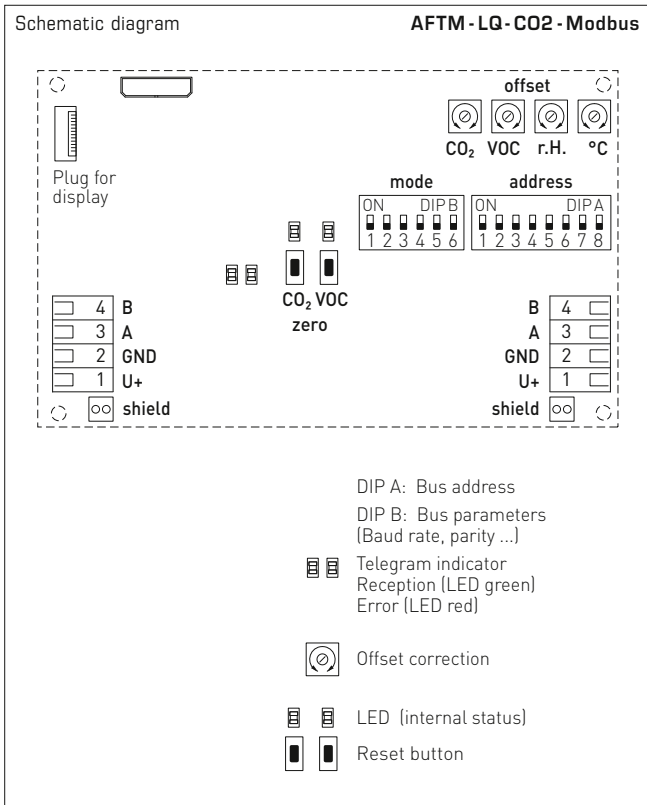 Schematic diagram AFTM-LQ-CO2-Modbus
offset
CO₂ VOC r.H. °C
Plug for
display
mode address
ON DIP B ON DIP A
1 2 3 4 5 6 1 2 3 4 5 6 7 8
CO₂ VOC
zero
4 B B 4
3 A A 3
2 GND GND 2
1 U+ U+ 1
shield shield
DIP A: Bus address
DIP B: Bus parameters
(Baud rate, parity ...)
Telegram indicator
Reception (LED green)
Error (LED red)
Offset correction
LED (internal status)
Reset button